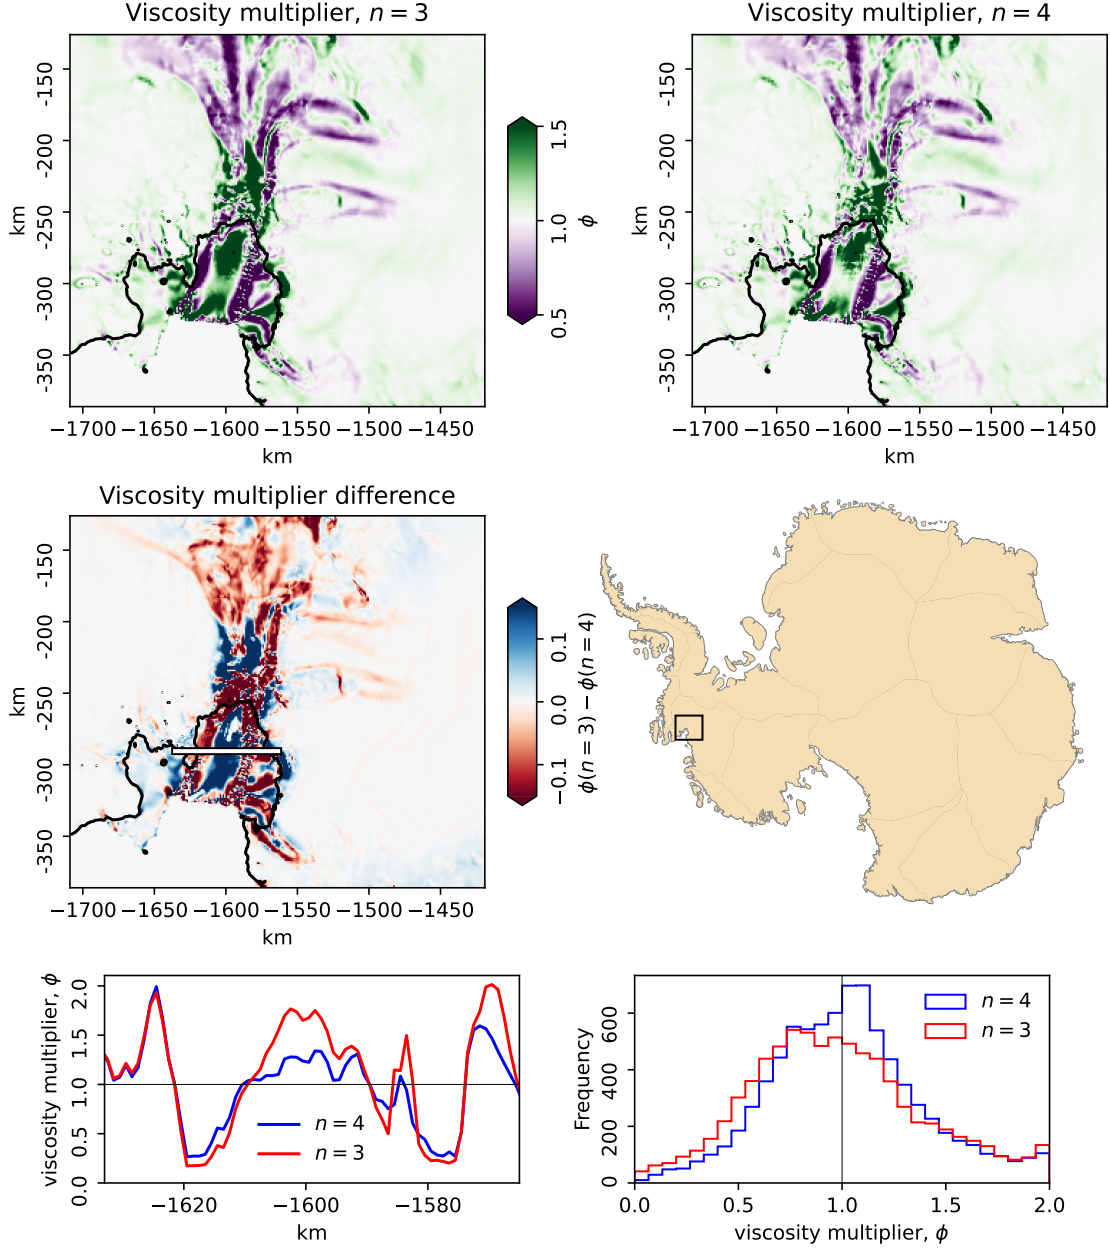 Viscosity multiplier, n = 3
Viscosity multiplier, n = 4
km
-150
-200
-250
-300
-350
−1700 −1650 −1600 −1550 −1500 −1450
km
1.5
1.0
0.5
ϕ
km
-150
-200
-250
-300
-350
−1700 −1650 −1600 −1550 −1500 −1450
km
Viscosity multiplier difference
km
-150
-200
-250
-300
-350
−1700 −1650 −1600 −1550 −1500 −1450
km
0.1
0.0
−0.1
ϕ(n = 3) − ϕ(n = 4)
viscosity multiplier, ϕ
2.0
1.5
1.0
0.5
0.0
n = 4
n = 3
−1620 −1600 −1580
km
Frequency
600
400
200
0
n = 4
n = 3
0.0 0.5 1.0 1.5 2.0
viscosity multiplier, ϕ